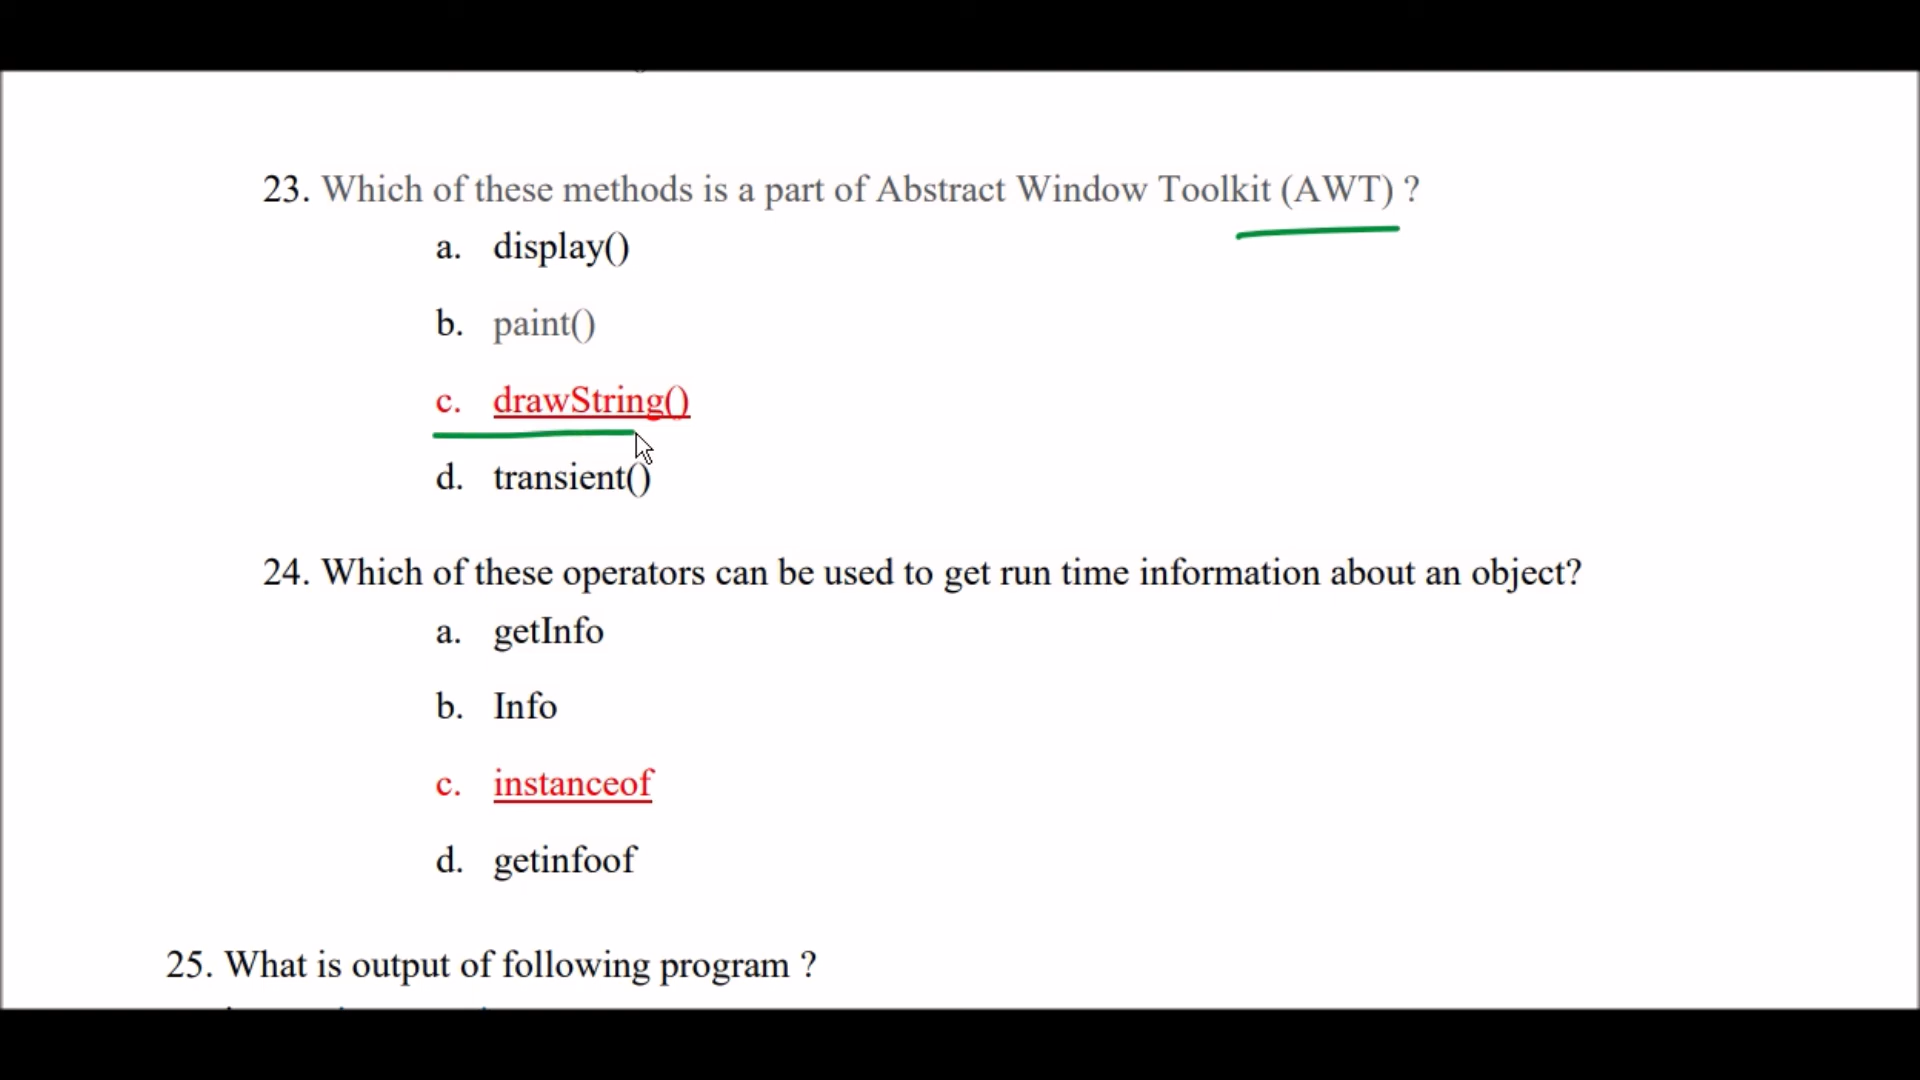 23. Which of these methods is a part of Abstract Window Toolkit (AWT) ?
a. display()
b. paint()
c. drawString()
d. transient()
24. Which of these operators can be used to get run time information about an object?
a. getInfo
b. Info
c. instanceof
d. getinfoof
25. What is output of following program ?